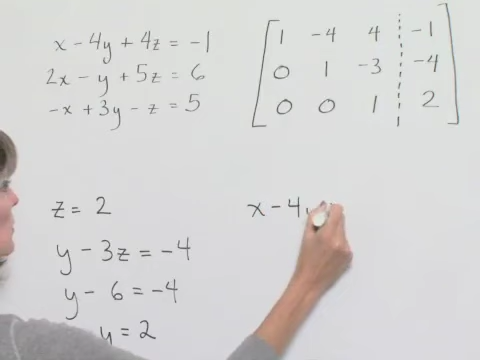 x - 4y + 4z = -1
2x - y + 5z = 6
-x + 3y - z = 5
1 -4 4 -1
0 1 -3 -4
0 0 1 2
z = 2
y - 3z = -4
y - 6 = -4
y = 2
x - 4y